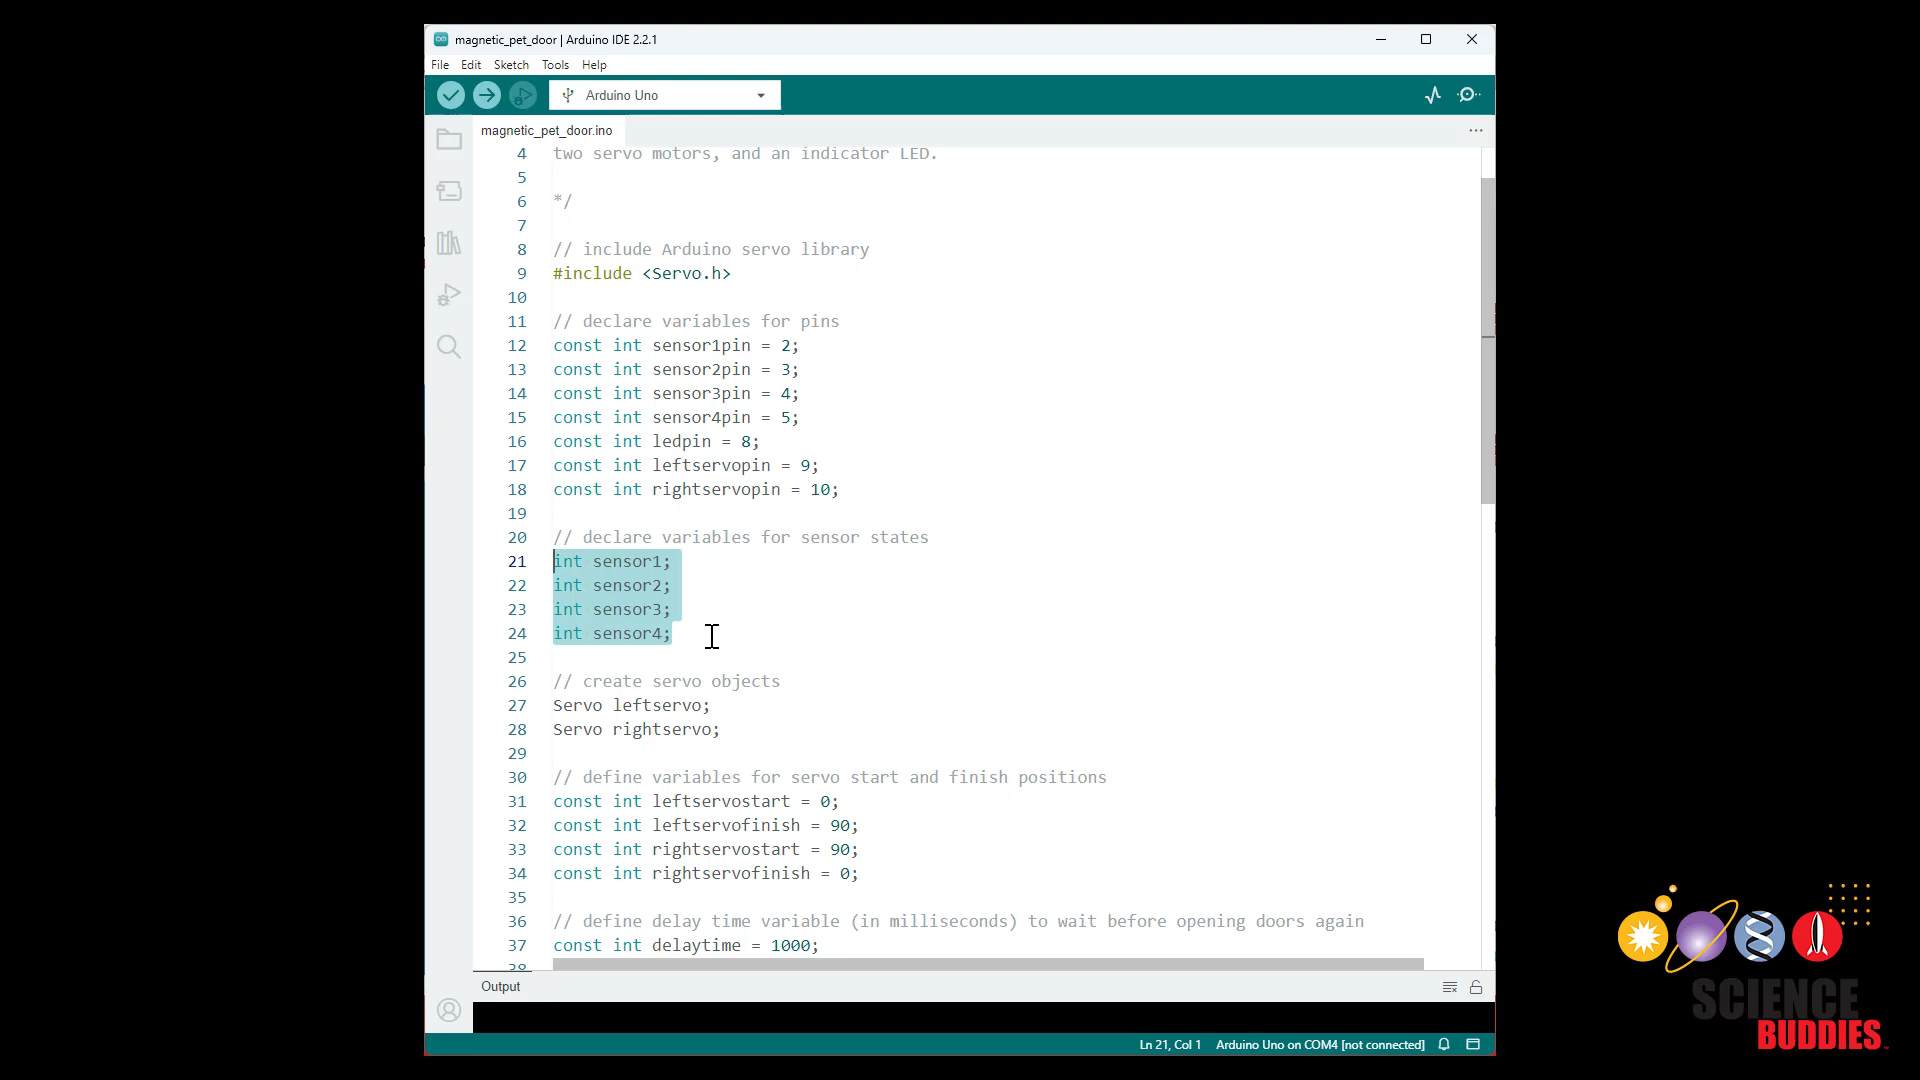 magnetic_pet_door | Arduino IDE 2.2.1
File Edit Sketch Tools Help
Arduino Uno
magnetic_pet_door.ino
4 two servo motors, and an indicator LED.
5
6 */
7
8 // include Arduino servo library
9 #include <Servo.h>
10
11 // declare variables for pins
12 const int sensor1pin = 2;
13 const int sensor2pin = 3;
14 const int sensor3pin = 4;
15 const int sensor4pin = 5;
16 const int ledpin = 8;
17 const int leftservopin = 9;
18 const int rightservopin = 10;
19
20 // declare variables for sensor states
21 int sensor1;
22 int sensor2;
23 int sensor3;
24 int sensor4;
25
26 // create servo objects
27 Servo leftservo;
28 Servo rightservo;
29
30 // define variables for servo start and finish positions
31 const int leftservostart = 0;
32 const int leftservofinish = 90;
33 const int rightservostart = 90;
34 const int rightservofinish = 0;
35
36 // define delay time variable (in milliseconds) to wait before opening doors again
37 const int delaytime = 1000;
38
Output
Ln 21, Col 1 Arduino Uno on COM4 [not connected]
SCIENCE
BUDDIES